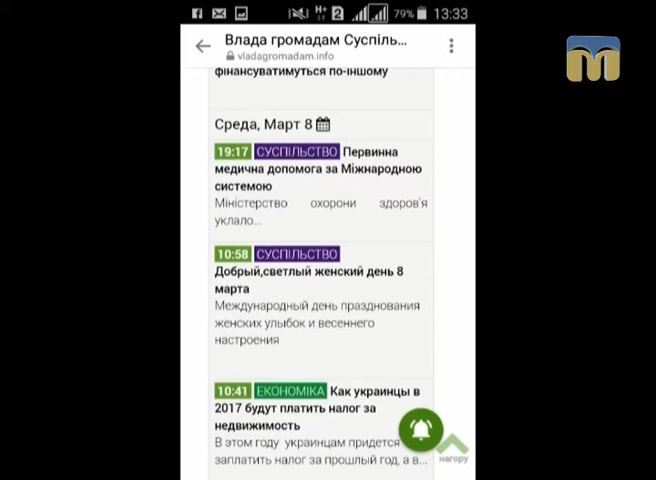 79% 13:33
Влада громадам Суспіль...
vladagromadam.info
фінансуватимуться по-іншому
Среда, Март 8
19:17 СУСПІЛЬСТВО Первинна
медична допомога за Міжнародною
системою
Міністерство охорони здоров'я
уклало...
10:58 СУСПІЛЬСТВО
Добрый,светлый женский день 8
марта
Международный день празднования
женских улыбок и весеннего
настроения
10:41 ЕКОНОМІКА Как украинцы в
2017 будут платить налог за
недвижимость
В этом году украинцам придется
заплатить налог за прошлый год, а в...
нагору